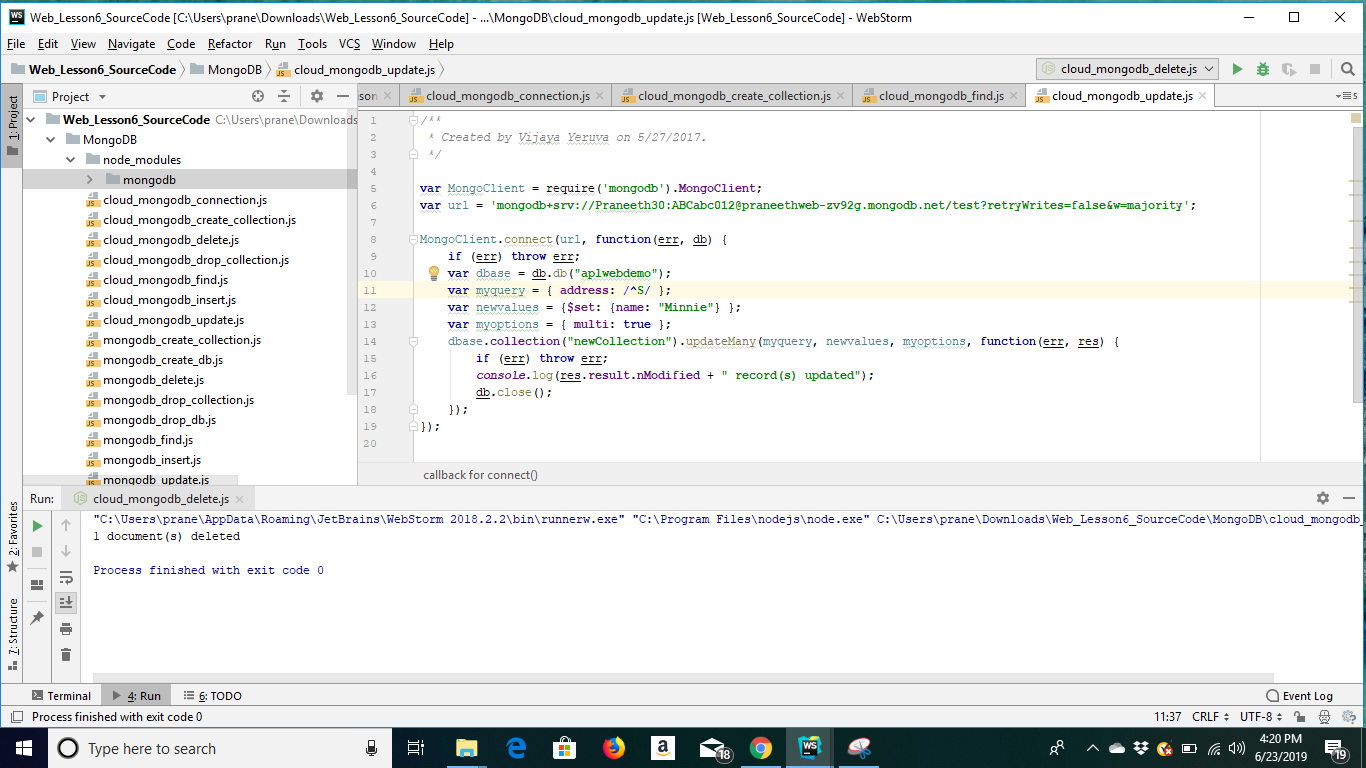 Web_Lesson6_SourceCode [C:\Users\prane\Downloads\Web_Lesson6_SourceCode] - ...\MongoDB\cloud_mongodb_update.js [Web_Lesson6_SourceCode] - WebStorm
File Edit View Navigate Code Refactor Run Tools VCS Window Help
Web_Lesson6_SourceCode MongoDB cloud_mongodb_update.js cloud_mongodb_delete.js
1: Project
Project
son cloud_mongodb_connection.js cloud_mongodb_create_collection.js cloud_mongodb_find.js cloud_mongodb_update.js 5
Web_Lesson6_SourceCode C:\Users\prane\Downloads
MongoDB
node_modules
mongodb
cloud_mongodb_connection.js
cloud_mongodb_create_collection.js
cloud_mongodb_delete.js
cloud_mongodb_drop_collection.js
cloud_mongodb_find.js
cloud_mongodb_insert.js
cloud_mongodb_update.js
mongodb_create_collection.js
mongodb_create_db.js
mongodb_delete.js
mongodb_drop_collection.js
mongodb_drop_db.js
mongodb_find.js
mongodb_insert.js
mongodb_update.js
1 /**
2 * Created by Vijaya Yeruva on 5/27/2017.
3 */
4
5 var MongoClient = require('mongodb').MongoClient;
6 var url = 'mongodb+srv://Praneeth30:ABCabc012@praneethweb-zv92g.mongodb.net/test?retryWrites=false&w=majority';
7
8 MongoClient.connect(url, function(err, db) {
9 if (err) throw err;
10 var dbase = db.db("aplwebdemo");
11 var myquery = { address: /^S/ };
12 var newvalues = {$set: {name: "Minnie"} };
13 var myoptions = { multi: true };
14 dbase.collection("newCollection").updateMany(myquery, newvalues, myoptions, function(err, res) {
15 if (err) throw err;
16 console.log(res.result.nModified + " record(s) updated");
17 db.close();
18 });
19 });
20
callback for connect()
Run: cloud_mongodb_delete.js
"C:\Users\prane\AppData\Roaming\JetBrains\WebStorm 2018.2.2\bin\runnerw.exe" "C:\Program Files\nodejs\node.exe" C:\Users\prane\Downloads\Web_Lesson6_SourceCode\MongoDB\cloud_mongodb_
1 document(s) deleted
Process finished with exit code 0
2: Favorites
7: Structure
Terminal 4: Run 6: TODO Event Log
Process finished with exit code 0 11:37 CRLF UTF-8
Type here to search 18 4:20 PM
6/23/2019 19